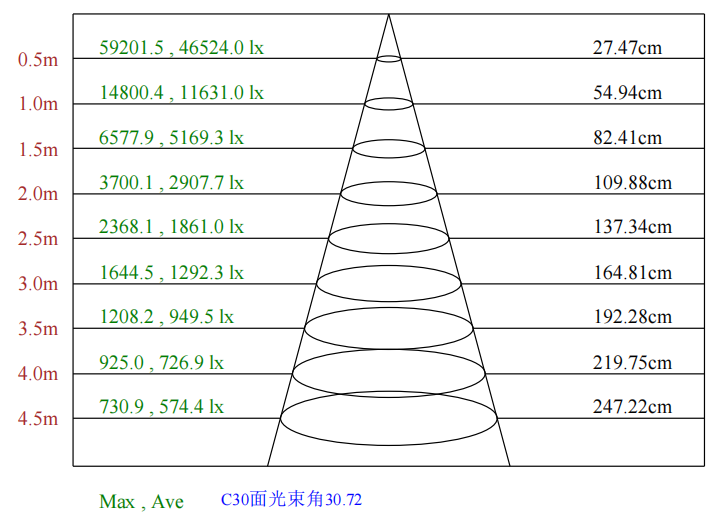 59201.5 , 46524.0 lx 27.47cm
0.5m
14800.4 , 11631.0 lx 54.94cm
1.0m
6577.9 , 5169.3 lx 82.41cm
1.5m
3700.1 , 2907.7 lx 109.88cm
2.0m
2368.1 , 1861.0 lx 137.34cm
2.5m
1644.5 , 1292.3 lx 164.81cm
3.0m
1208.2 , 949.5 lx 192.28cm
3.5m
925.0 , 726.9 lx 219.75cm
4.0m
730.9 , 574.4 lx 247.22cm
4.5m
Max , Ave C30面光束角30.72